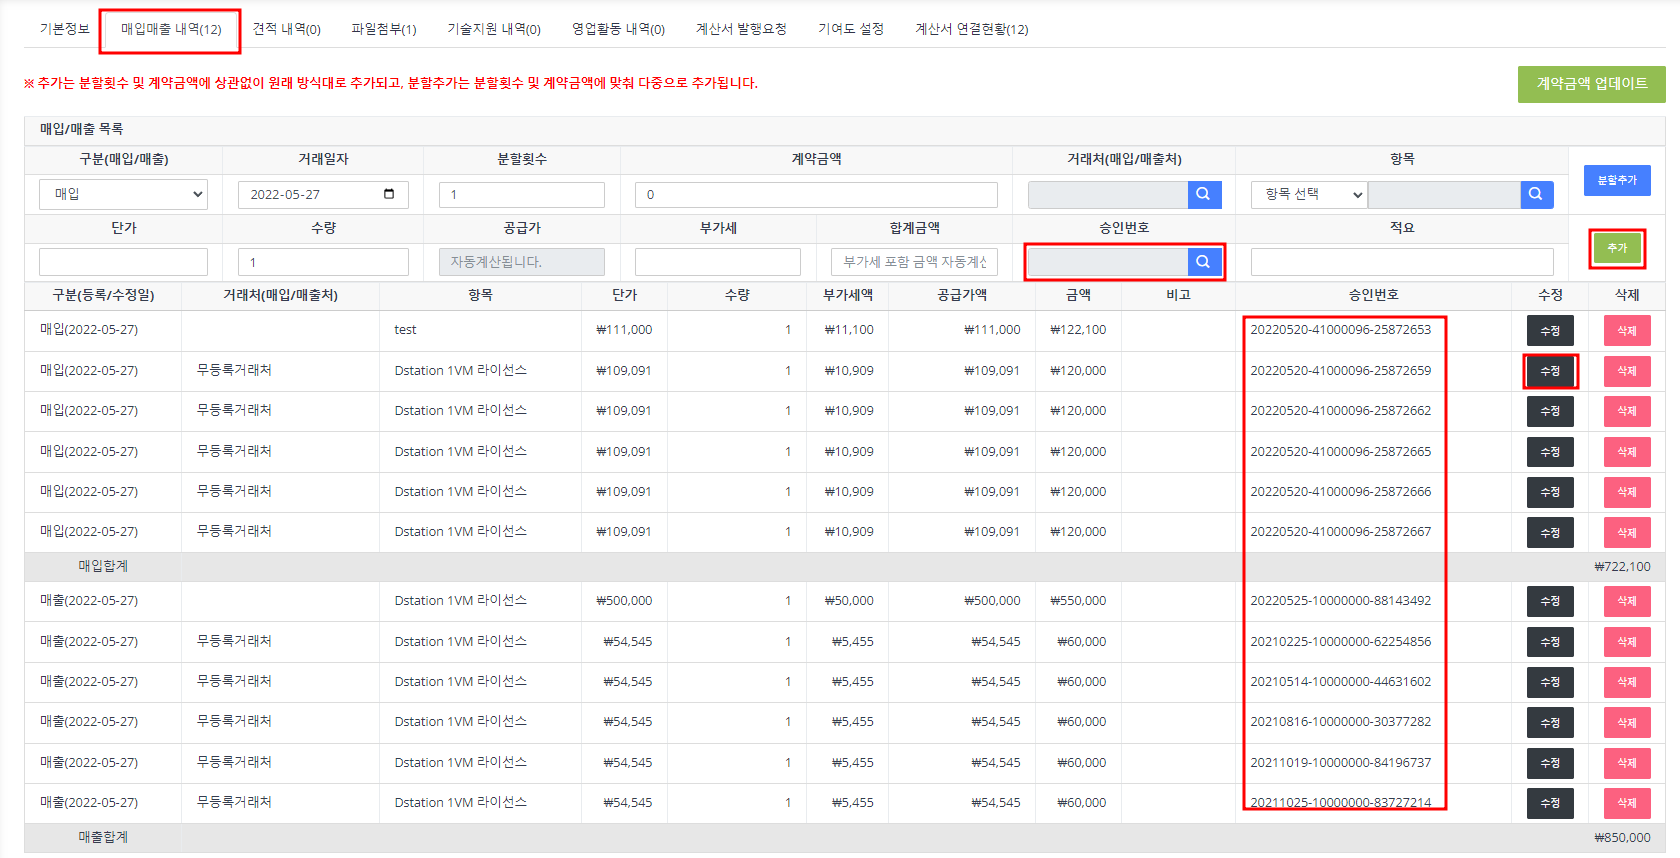 기본정보 매입매출 내역(12) 견적 내역(0) 파일첨부(1) 기술지원 내역(0) 영업활동 내역(0) 계산서 발행요청 기여도 설정 계산서 연결현황(12)
※ 추가는 분할횟수 및 계약금액에 상관없이 원래 방식대로 추가되고, 분할추가는 분할횟수 및 계약금액에 맞춰 다중으로 추가됩니다.
계약금액 업데이트
매입/매출 목록
구분(매입/매출) 거래일자 분할횟수 계약금액 거래처(매입/매출처) 항목
매입 2022-05-27 1 0 항목 선택 분할추가
단가 수량 공급가 부가세 합계금액 승인번호 적요
1 자동계산됩니다. 부가세 포함 금액 자동계산 추가
구분(등록/수정일) 거래처(매입/매출처) 항목 단가 수량 부가세액 공급가액 금액 비고 승인번호 수정 삭제
매입(2022-05-27) test ₩111,000 1 ₩11,100 ₩111,000 ₩122,100 20220520-41000096-25872653 수정 삭제
매입(2022-05-27) 무등록거래처 Dstation 1VM 라이선스 ₩109,091 1 ₩10,909 ₩109,091 ₩120,000 20220520-41000096-25872659 수정 삭제
매입(2022-05-27) 무등록거래처 Dstation 1VM 라이선스 ₩109,091 1 ₩10,909 ₩109,091 ₩120,000 20220520-41000096-25872662 수정 삭제
매입(2022-05-27) 무등록거래처 Dstation 1VM 라이선스 ₩109,091 1 ₩10,909 ₩109,091 ₩120,000 20220520-41000096-25872665 수정 삭제
매입(2022-05-27) 무등록거래처 Dstation 1VM 라이선스 ₩109,091 1 ₩10,909 ₩109,091 ₩120,000 20220520-41000096-25872666 수정 삭제
매입(2022-05-27) 무등록거래처 Dstation 1VM 라이선스 ₩109,091 1 ₩10,909 ₩109,091 ₩120,000 20220520-41000096-25872667 수정 삭제
매입합계 ₩722,100
매출(2022-05-27) Dstation 1VM 라이선스 ₩500,000 1 ₩50,000 ₩500,000 ₩550,000 20220525-10000000-88143492 수정 삭제
매출(2022-05-27) 무등록거래처 Dstation 1VM 라이선스 ₩54,545 1 ₩5,455 ₩54,545 ₩60,000 20210225-10000000-62254856 수정 삭제
매출(2022-05-27) 무등록거래처 Dstation 1VM 라이선스 ₩54,545 1 ₩5,455 ₩54,545 ₩60,000 20210514-10000000-44631602 수정 삭제
매출(2022-05-27) 무등록거래처 Dstation 1VM 라이선스 ₩54,545 1 ₩5,455 ₩54,545 ₩60,000 20210816-10000000-30377282 수정 삭제
매출(2022-05-27) 무등록거래처 Dstation 1VM 라이선스 ₩54,545 1 ₩5,455 ₩54,545 ₩60,000 20211019-10000000-84196737 수정 삭제
매출(2022-05-27) 무등록거래처 Dstation 1VM 라이선스 ₩54,545 1 ₩5,455 ₩54,545 ₩60,000 20211025-10000000-83727214 수정 삭제
매출합계 ₩850,000